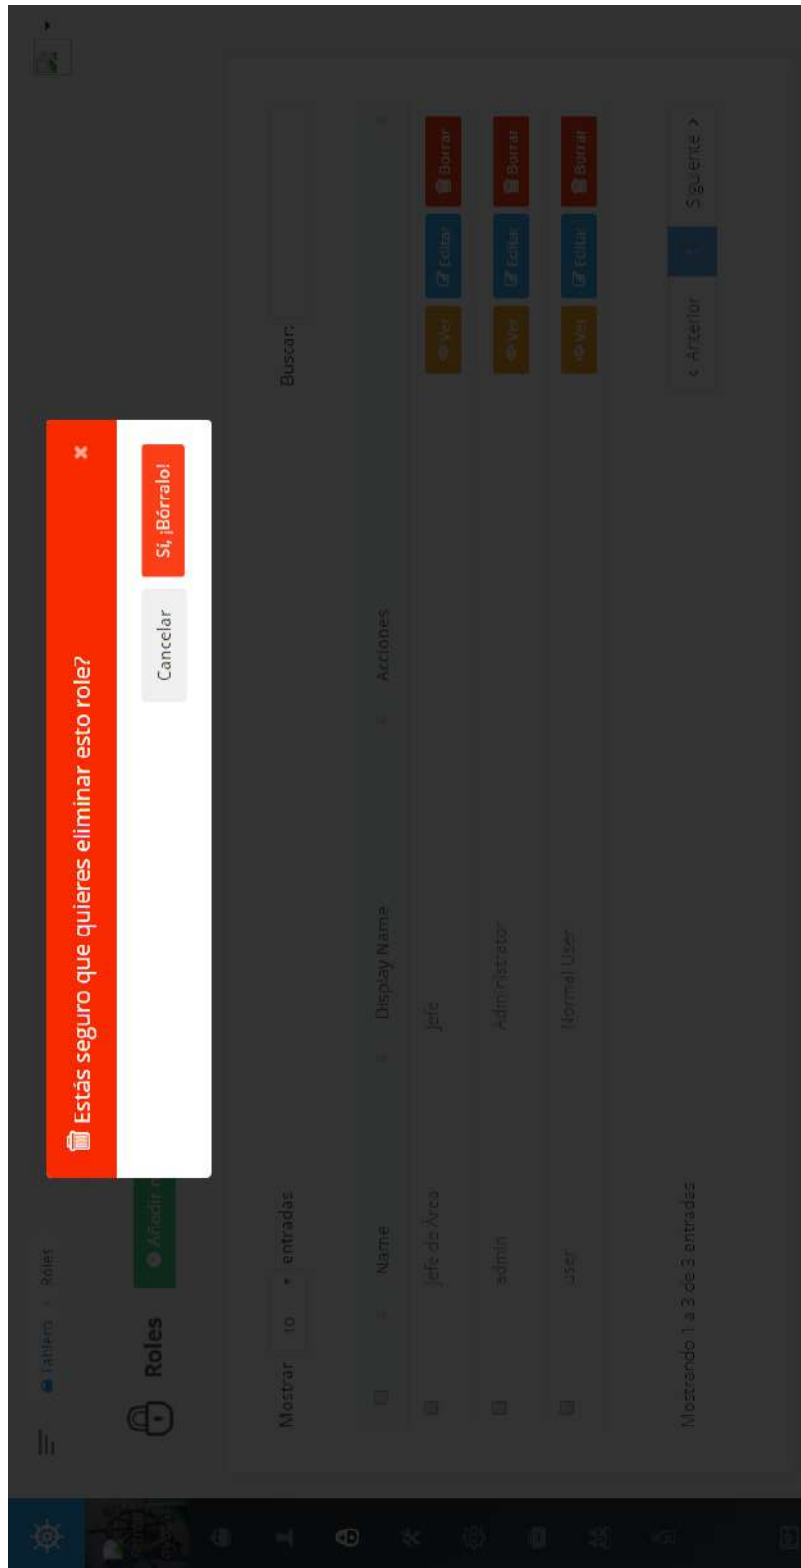 Tablero
Roles
Roles
Añadir
Estás seguro que quieres eliminar esto role?
Cancelar
Sí, ¡Bórralo!
Mostrar 10 entradas
Buscar:
Name Display Name Acciones
Jefe de Área Jefe Ver Editar Borrar
admin Administrator Ver Editar Borrar
user Normal User Ver Editar Borrar
Mostrando 1 a 3 de 3 entradas
< Anterior 1 Siguiente >